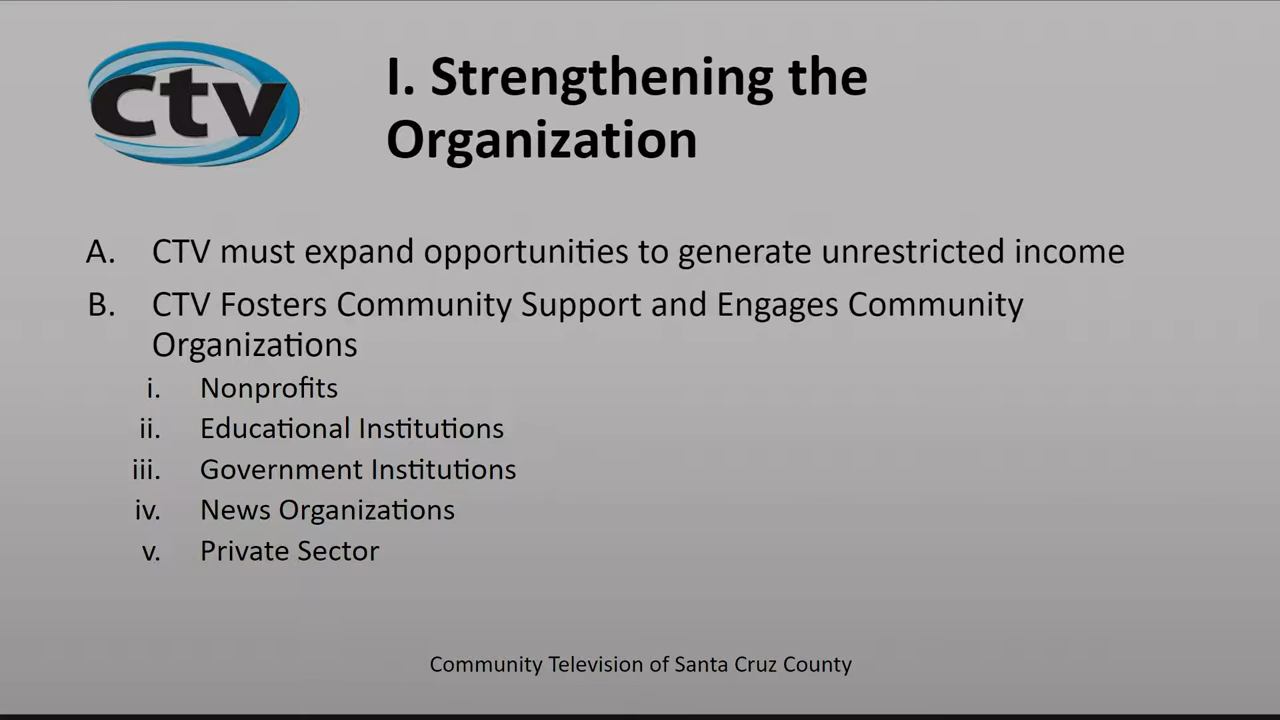 ctv
I. Strengthening the
Organization
A. CTV must expand opportunities to generate unrestricted income
B. CTV Fosters Community Support and Engages Community
Organizations
i. Nonprofits
ii. Educational Institutions
iii. Government Institutions
iv. News Organizations
v. Private Sector
Community Television of Santa Cruz County